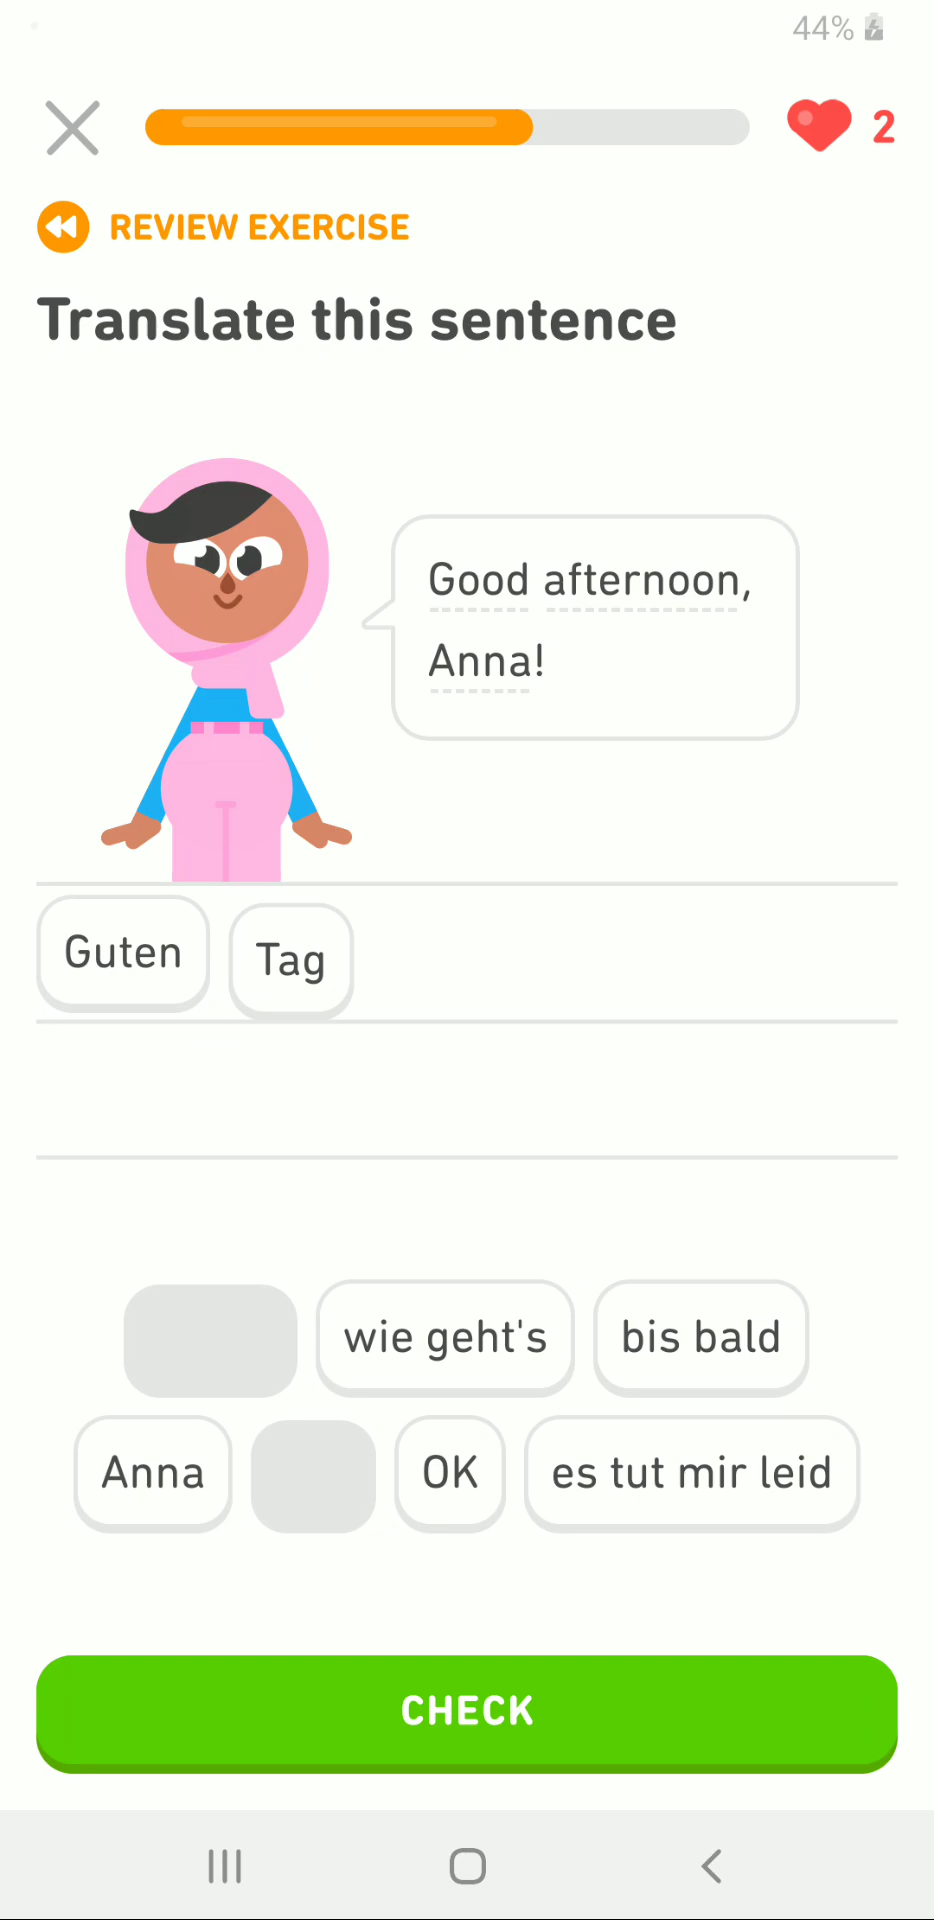 44%
2
REVIEW EXERCISE
Translate this sentence
Good afternoon,
Anna!
Guten Tag
wie geht's bis bald
Anna OK es tut mir leid
CHECK